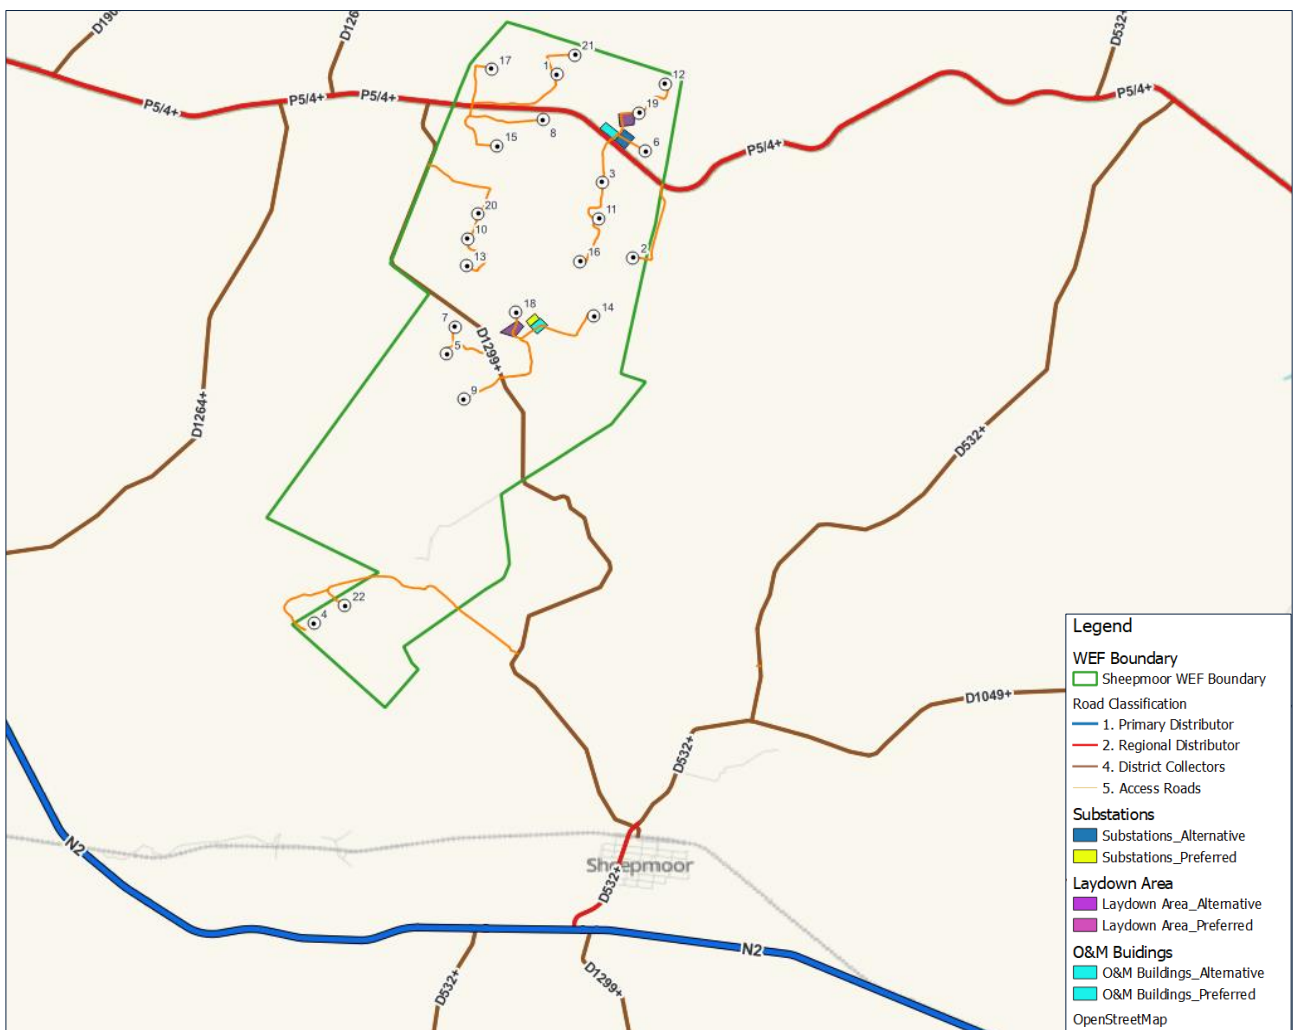 D190
D126
D532+
21
17
1
12
P5/4+
P5/4+
P5/4+
P5/4+
19
8
15
6
P5/4+
3
20
11
10
16
2
13
18
14
7
5
D1299+
9
D1264+
D532+
22
4
D1049+
D532+
N2
Sheepmoor
D532+
N2
D532+
D1299+
Legend
WEF Boundary
Sheepmoor WEF Boundary
Road Classification
1. Primary Distributor
2. Regional Distributor
4. District Collectors
5. Access Roads
Substations
Substations_Alternative
Substations_Preferred
Laydown Area
Laydown Area_Alternative
Laydown Area_Preferred
O&M Buidings
O&M Buildings_Alternative
O&M Buildings_Preferred
OpenStreetMap